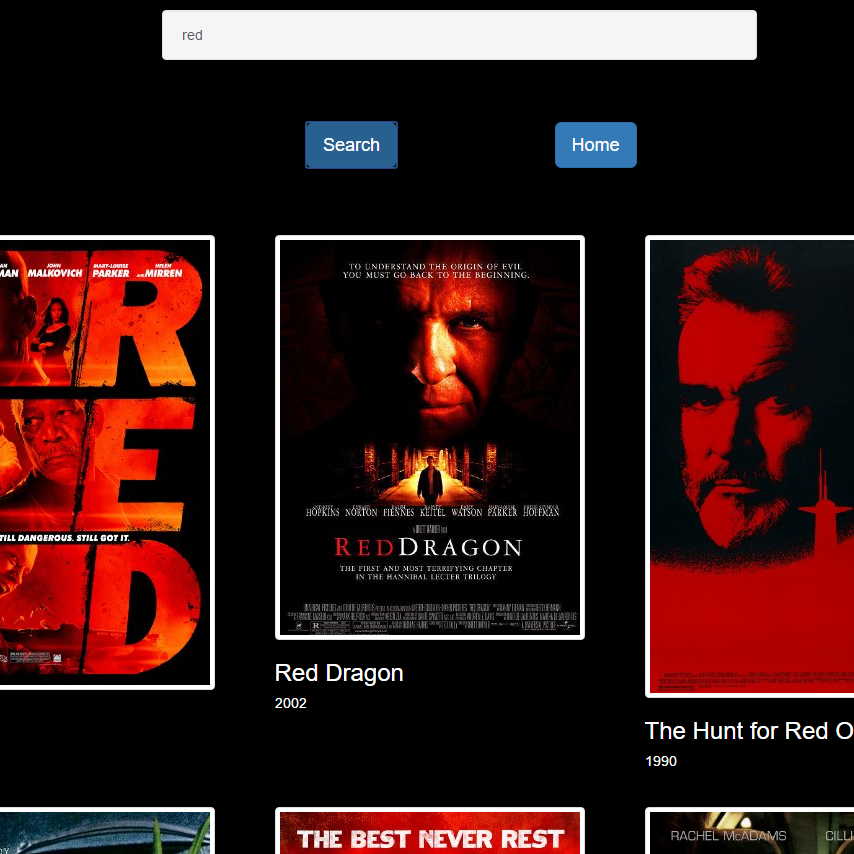 red
Search
Home
MAN JOHN MALKOVICH MARY-LOUISE PARKER AND HELEN MIRREN
RED
STILL DANGEROUS. STILL GOT IT.
TO UNDERSTAND THE ORIGIN OF EVIL
YOU MUST GO BACK TO THE BEGINNING.
HOPKINS NORTON FIENNES KEITEL WATSON PARKER HOFFMAN
RED DRAGON
THE FIRST AND MOST TERRIFYING CHAPTER
IN THE HANNIBAL LECTER TRILOGY
Red Dragon
2002
The Hunt for Red O
1990
THE BEST NEVER REST
RACHEL McADAMS CILLI